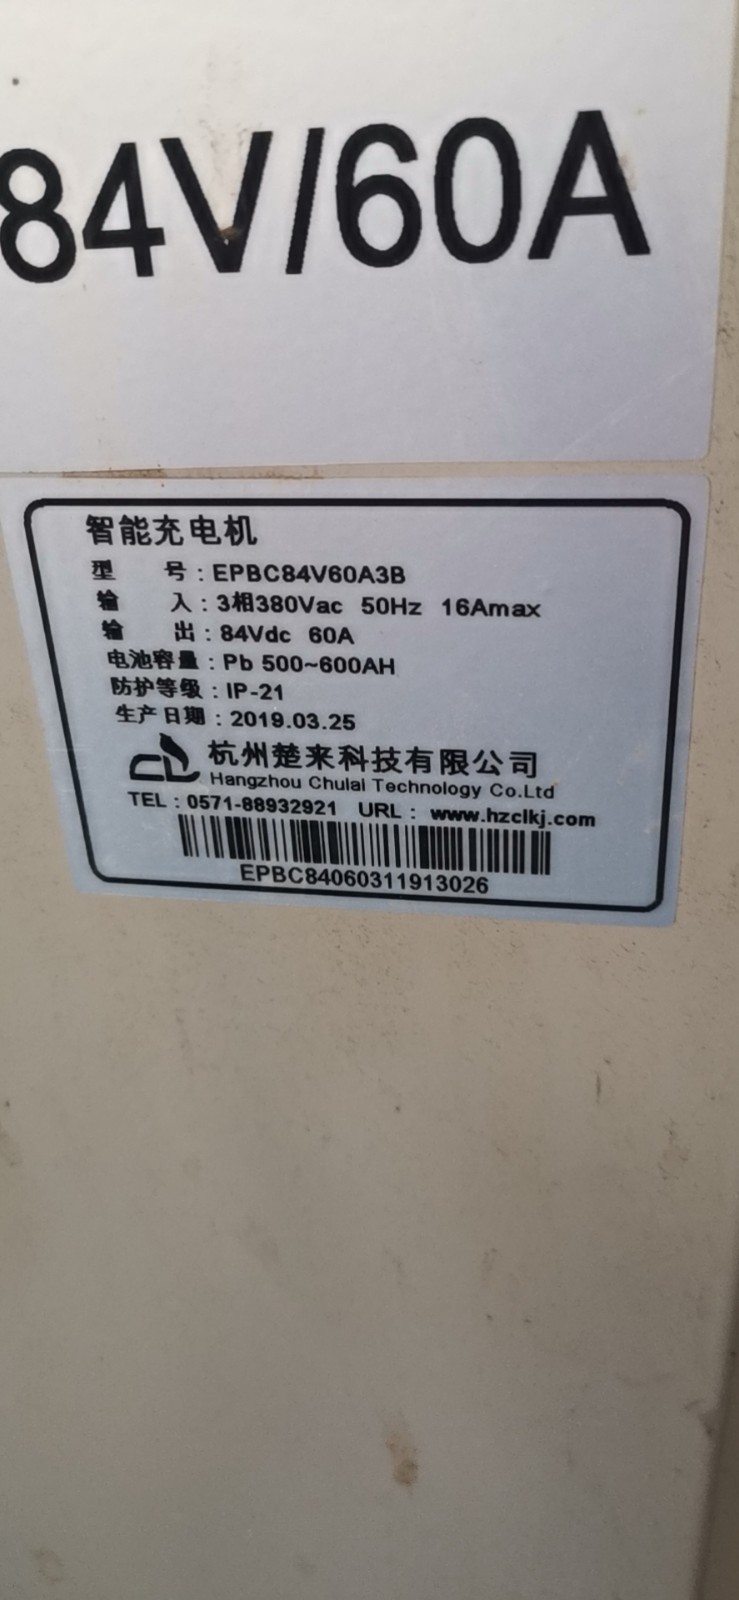 84V/60A
智能充电机
型 号：EPBC84V60A3B
输 入：3相380Vac 50Hz 16Amax
输 出：84Vdc 60A
电池容量：Pb 500~600AH
防护等级：IP-21
生产日期：2019.03.25
杭州楚来科技有限公司
Hangzhou Chulai Technology Co.Ltd
TEL：0571-88932921 URL： www.hzclkj.com
EPBC84060311913026